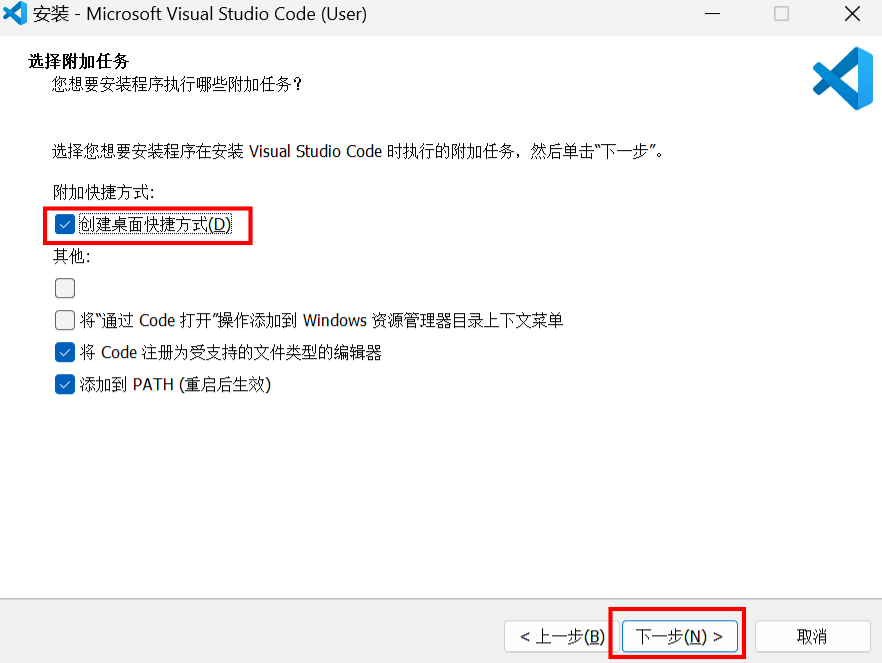 安装 - Microsoft Visual Studio Code (User)
选择附加任务
您想要安装程序执行哪些附加任务？
选择您想要安装程序在安装 Visual Studio Code 时执行的附加任务，然后单击“下一步”。
附加快捷方式:
创建桌面快捷方式(D)
其他:
将“通过 Code 打开”操作添加到 Windows 资源管理器目录上下文菜单
将 Code 注册为受支持的文件类型的编辑器
添加到 PATH (重启后生效)
< 上一步(B) 下一步(N) > 取消